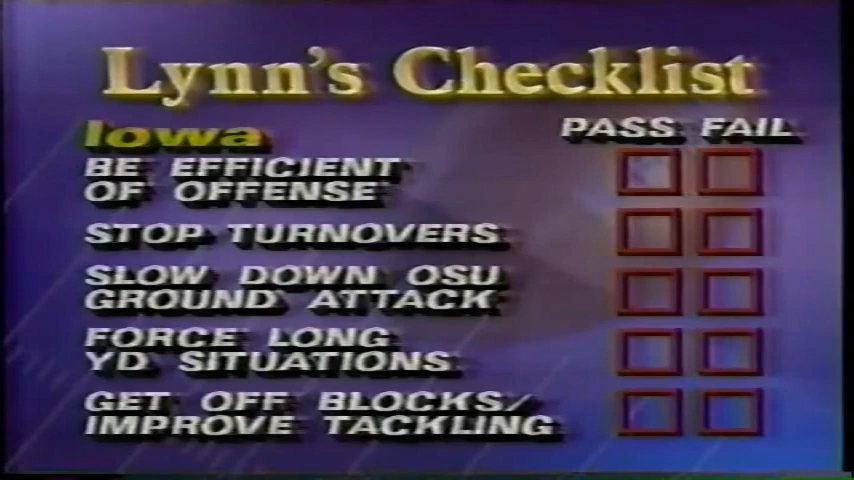 Lynn's Checklist
Iowa
PASS FAIL
BE EFFICIENT
OF OFFENSE
STOP TURNOVERS
SLOW DOWN OSU
GROUND ATTACK
FORCE LONG
YD SITUATIONS
GET OFF BLOCKS/
IMPROVE TACKLING